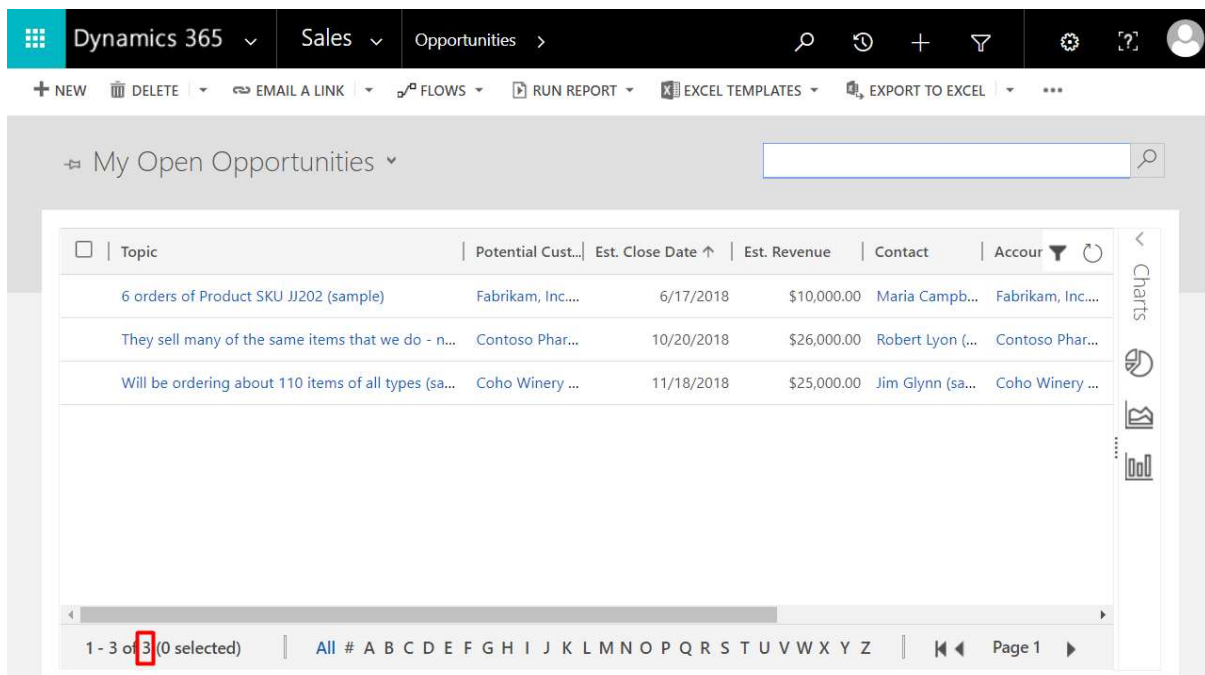 Dynamics 365 Sales Opportunities >
NEW DELETE EMAIL A LINK FLOWS RUN REPORT EXCEL TEMPLATES EXPORT TO EXCEL ...
My Open Opportunities
Topic Potential Cust... Est. Close Date ↑ Est. Revenue Contact Accour
6 orders of Product SKU JJ202 (sample) Fabrikam, Inc.... 6/17/2018 $10,000.00 Maria Campb... Fabrikam, Inc....
They sell many of the same items that we do - n... Contoso Phar... 10/20/2018 $26,000.00 Robert Lyon (... Contoso Phar...
Will be ordering about 110 items of all types (sa... Coho Winery ... 11/18/2018 $25,000.00 Jim Glynn (sa... Coho Winery ...
Charts
1 - 3 of 3 (0 selected) All # A B C D E F G H I J K L M N O P Q R S T U V W X Y Z Page 1